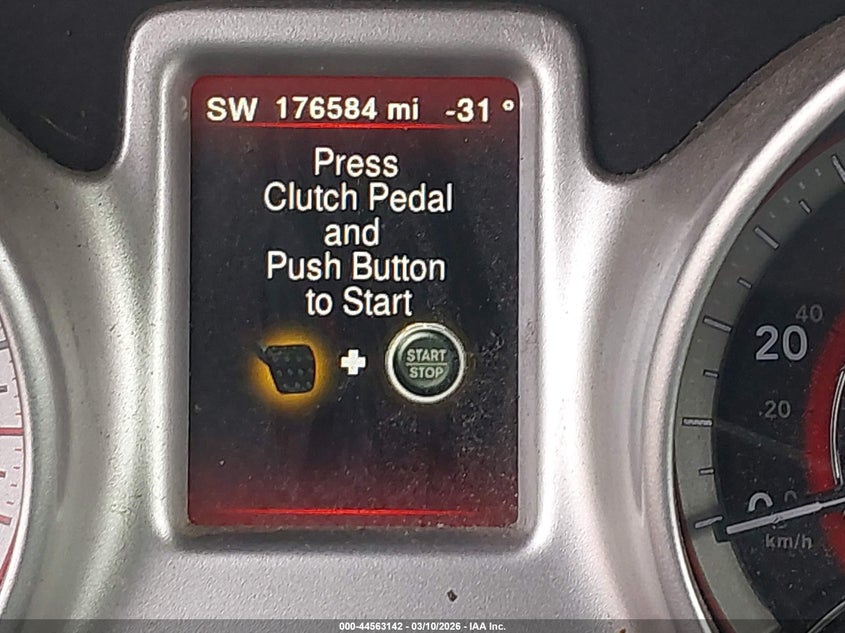 SW 176584 mi -31 °
Press
Clutch Pedal
and
Push Button
to Start
START
STOP
40
20
20
km/h
000-44563142 - 03/10/2026 - IAA Inc.